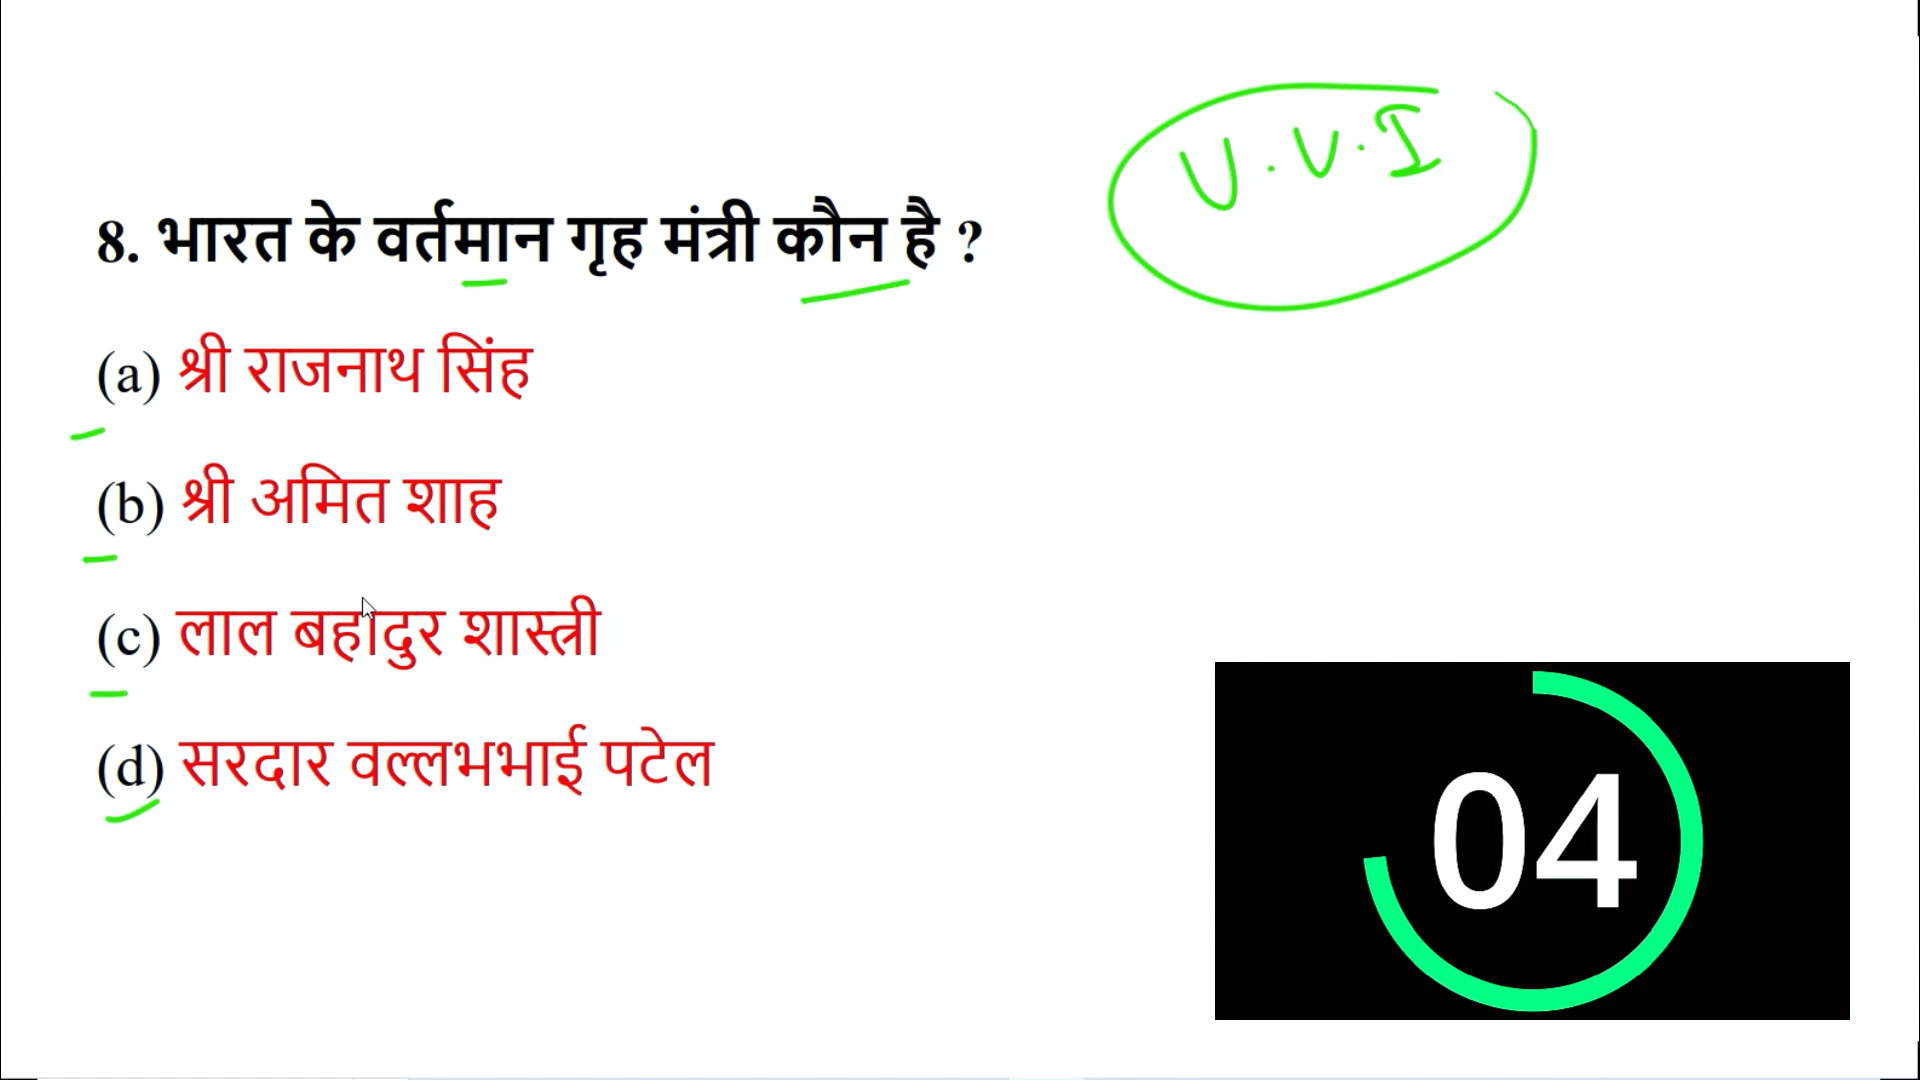 V.V.I
8. भारत के वर्तमान गृह मंत्री कौन है ?
(a) श्री राजनाथ सिंह
(b) श्री अमित शाह
(c) लाल बहादुर शास्त्री
(d) सरदार वल्लभभाई पटेल
04